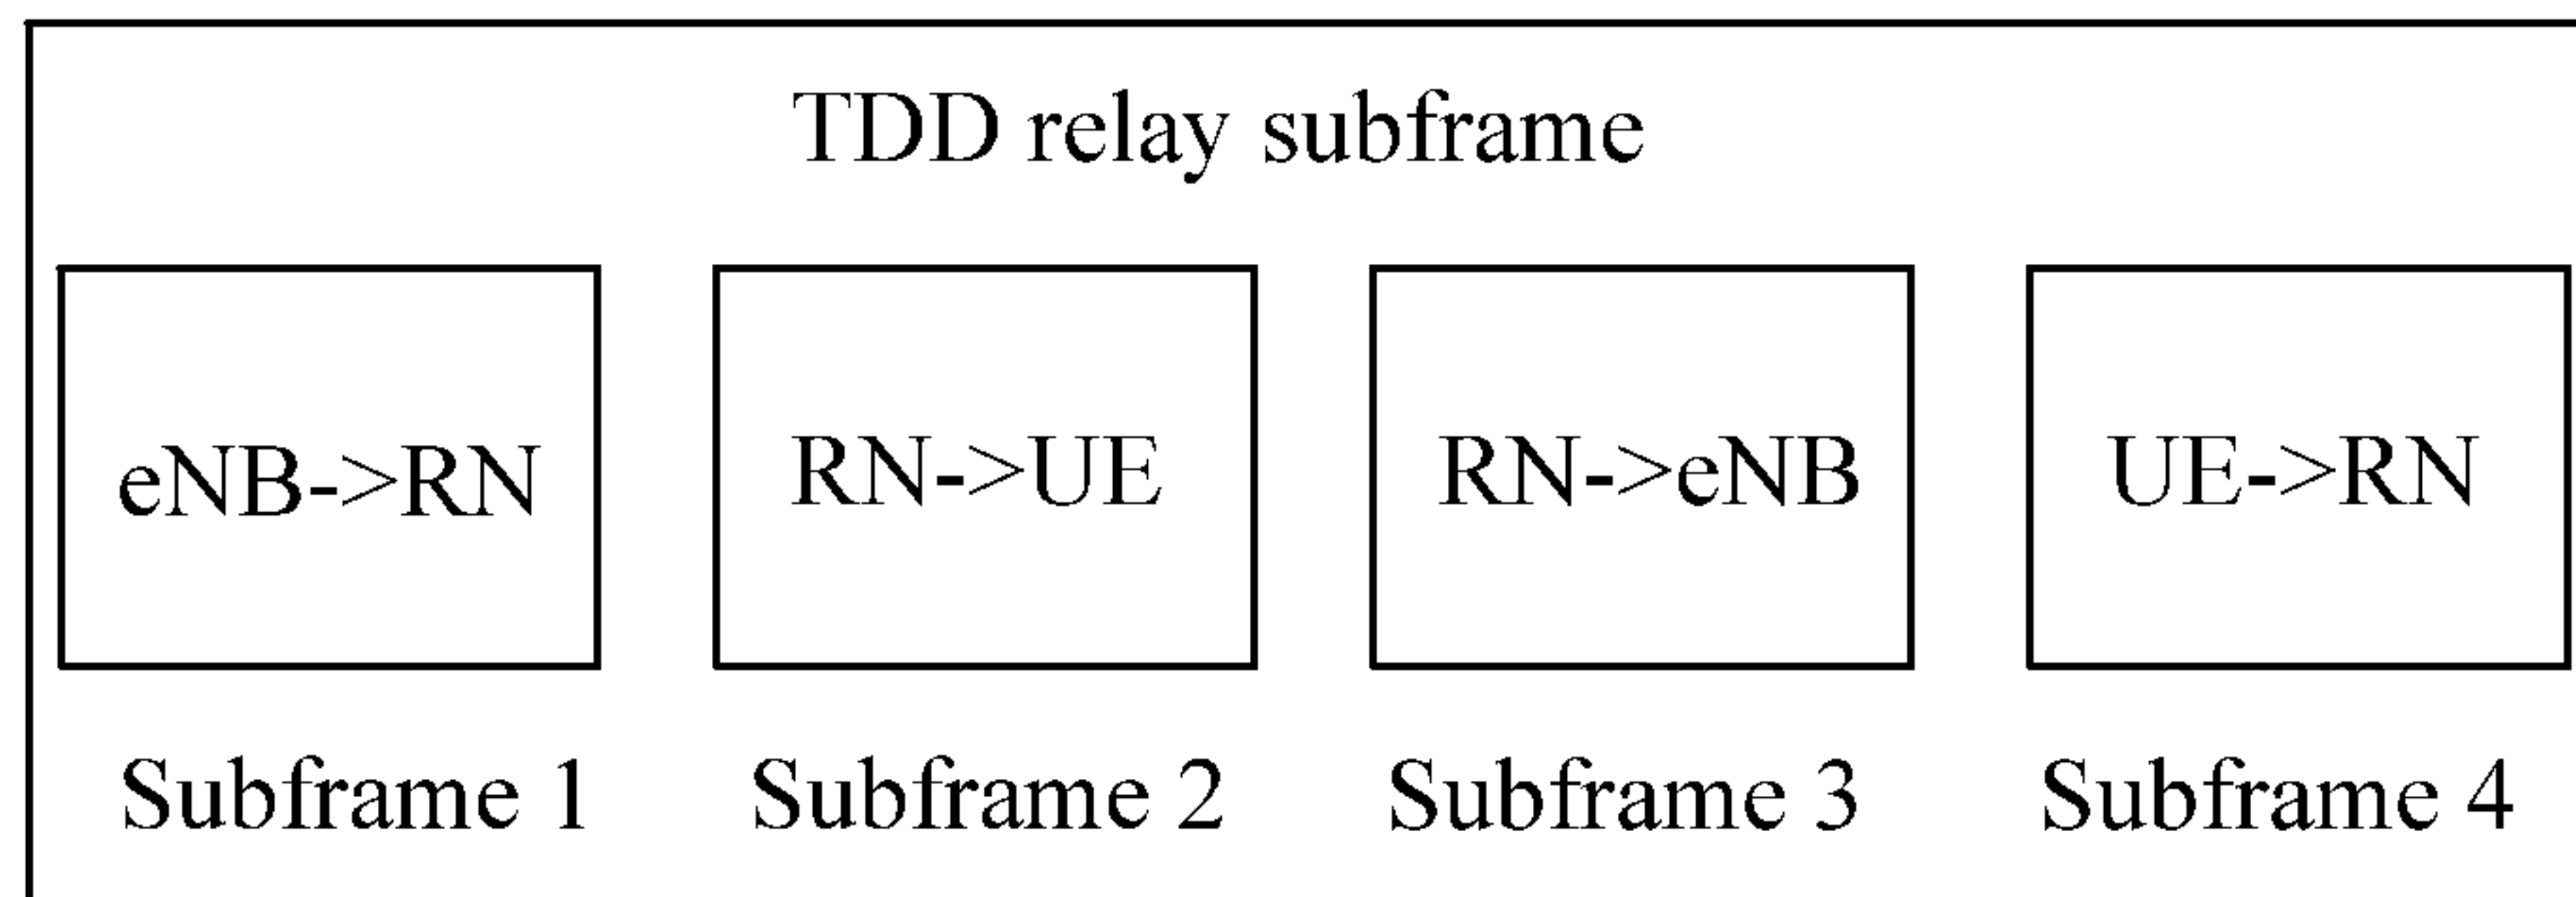 TDD relay subframe
eNB->RN RN->UE RN->eNB UE->RN
Subframe 1 Subframe 2 Subframe 3 Subframe 4